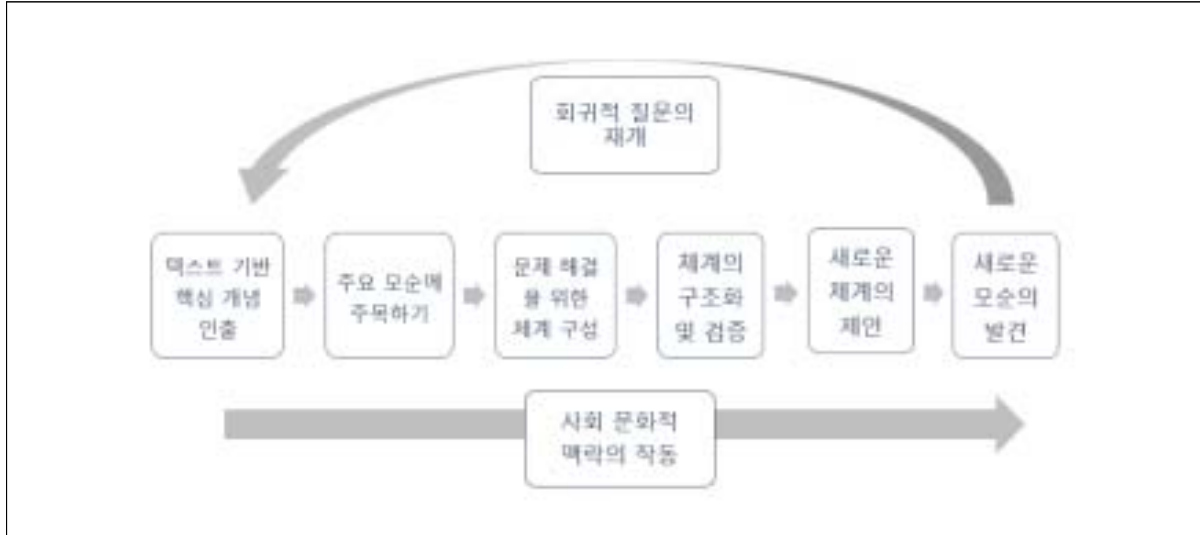 회귀적 질문의
재개
텍스트 기반
핵심 개념
인출
주요 모순에
주목하기
문제 해결
을 위한
체계 구성
체계의
구조화
및 검증
새로운
체계의
제안
새로운
모순의
발견
사회 문화적
맥락의 작동